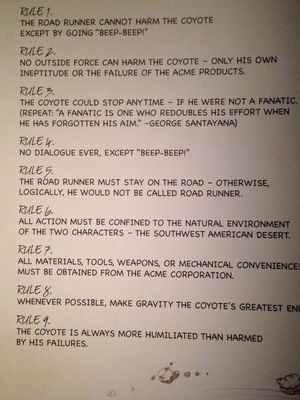 RULE 1.
THE ROAD RUNNER CANNOT HARM THE COYOTE
EXCEPT BY GOING "BEEP-BEEP!"
RULE 2.
NO OUTSIDE FORCE CAN HARM THE COYOTE – ONLY HIS OWN
INEPTITUDE OR THE FAILURE OF THE ACME PRODUCTS.
RULE 3.
THE COYOTE COULD STOP ANYTIME – IF HE WERE NOT A FANATIC.
(REPEAT: "A FANATIC IS ONE WHO REDOUBLES HIS EFFORT WHEN
HE HAS FORGOTTEN HIS AIM." –GEORGE SANTAYANA)
RULE 4.
NO DIALOGUE EVER, EXCEPT "BEEP-BEEP!"
RULE 5.
THE ROAD RUNNER MUST STAY ON THE ROAD – OTHERWISE,
LOGICALLY, HE WOULD NOT BE CALLED ROAD RUNNER.
RULE 6.
ALL ACTION MUST BE CONFINED TO THE NATURAL ENVIRONMENT
OF THE TWO CHARACTERS – THE SOUTHWEST AMERICAN DESERT.
RULE 7.
ALL MATERIALS, TOOLS, WEAPONS, OR MECHANICAL CONVENIENCES
MUST BE OBTAINED FROM THE ACME CORPORATION.
RULE 8.
WHENEVER POSSIBLE, MAKE GRAVITY THE COYOTE'S GREATEST
RULE 9.
THE COYOTE IS ALWAYS MORE HUMILIATED THAN HARMED
BY HIS FAILURES.